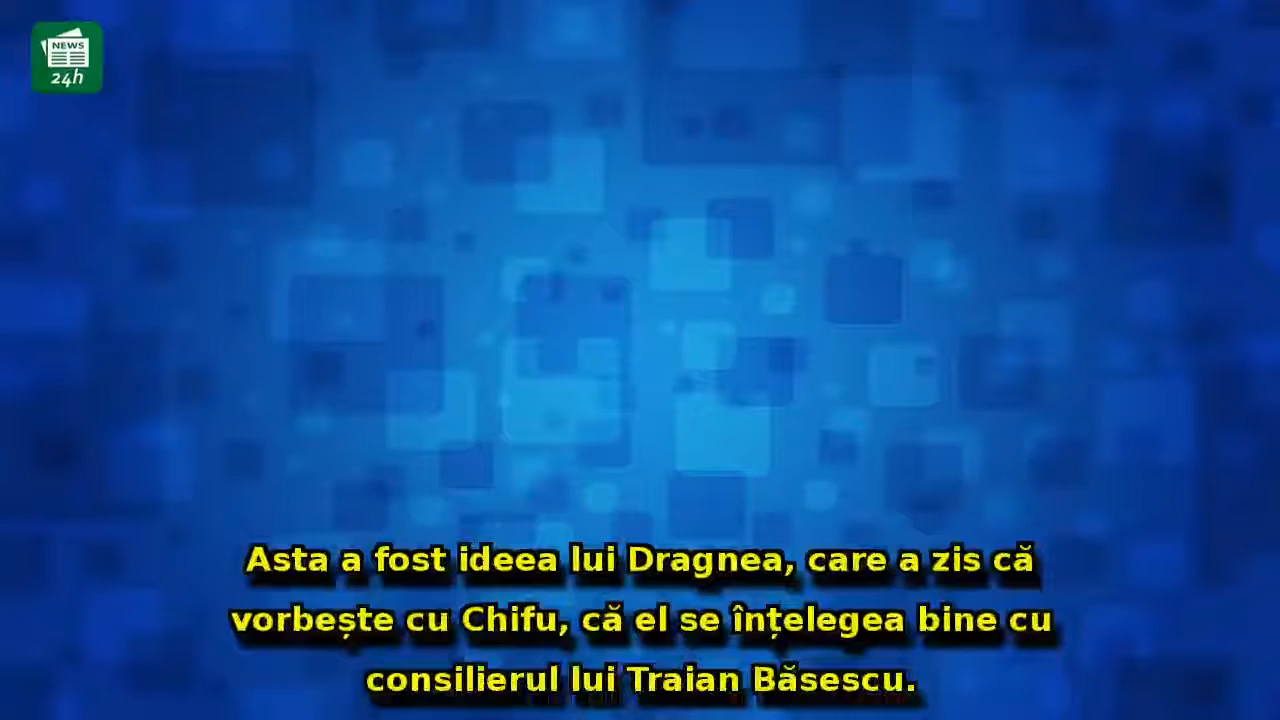 NEWS
24h
Asta a fost ideea lui Dragnea, care a zis că
vorbește cu Chifu, că el se înțelegea bine cu
consilierul lui Traian Băsescu.